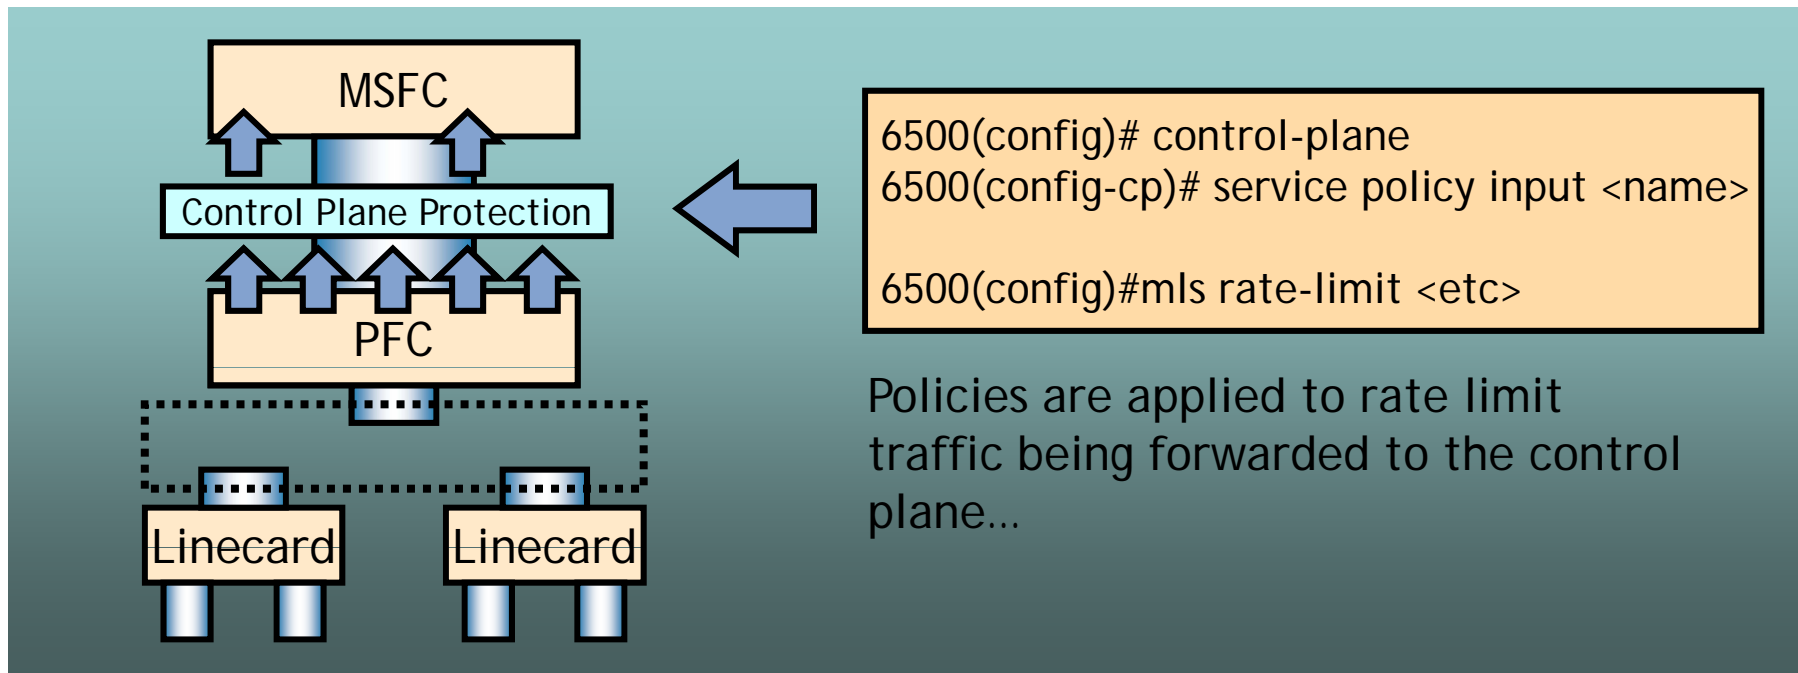 MSFC
Control Plane Protection
PFC
Linecard
Linecard
6500(config)# control-plane
6500(config-cp)# service policy input <name>
6500(config)#mls rate-limit <etc>
Policies are applied to rate limit
traffic being forwarded to the control
plane...